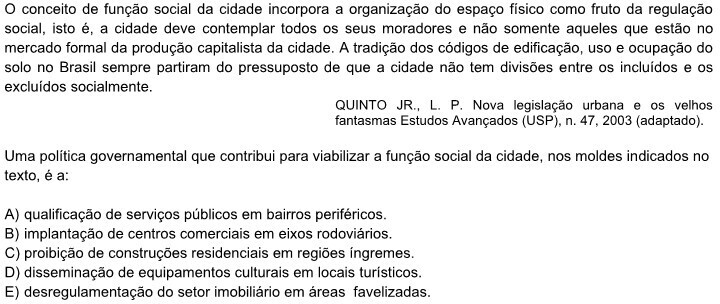 O conceito de função social da cidade incorpora a organização do espaço físico como fruto da regulação
social, isto é, a cidade deve contemplar todos os seus moradores e não somente aqueles que estão no
mercado formal da produção capitalista da cidade. A tradição dos códigos de edificação, uso e ocupação do
solo no Brasil sempre partiram do pressuposto de que a cidade não tem divisões entre os incluídos e os
excluídos socialmente.
QUINTO JR., L. P. Nova legislação urbana e os velhos
fantasmas Estudos Avançados (USP), n. 47, 2003 (adaptado).
Uma política governamental que contribui para viabilizar a função social da cidade, nos moldes indicados no
texto, é a:
A) qualificação de serviços públicos em bairros periféricos.
B) implantação de centros comerciais em eixos rodoviários.
C) proibição de construções residenciais em regiões íngremes.
D) disseminação de equipamentos culturais em locais turísticos.
E) desregulamentação do setor imobiliário em áreas favelizadas.